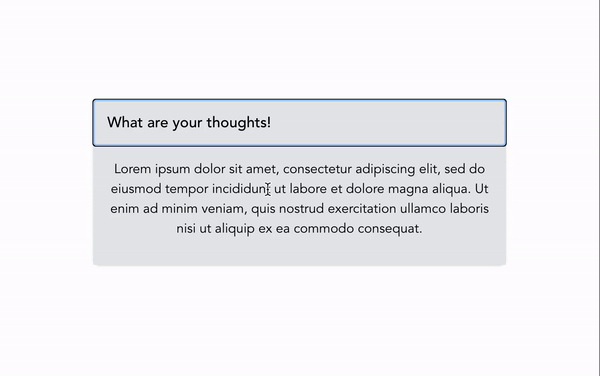 What are your thoughts!
Lorem ipsum dolor sit amet, consectetur adipiscing elit, sed do
eiusmod tempor incididunt ut labore et dolore magna aliqua. Ut
enim ad minim veniam, quis nostrud exercitation ullamco laboris
nisi ut aliquip ex ea commodo consequat.